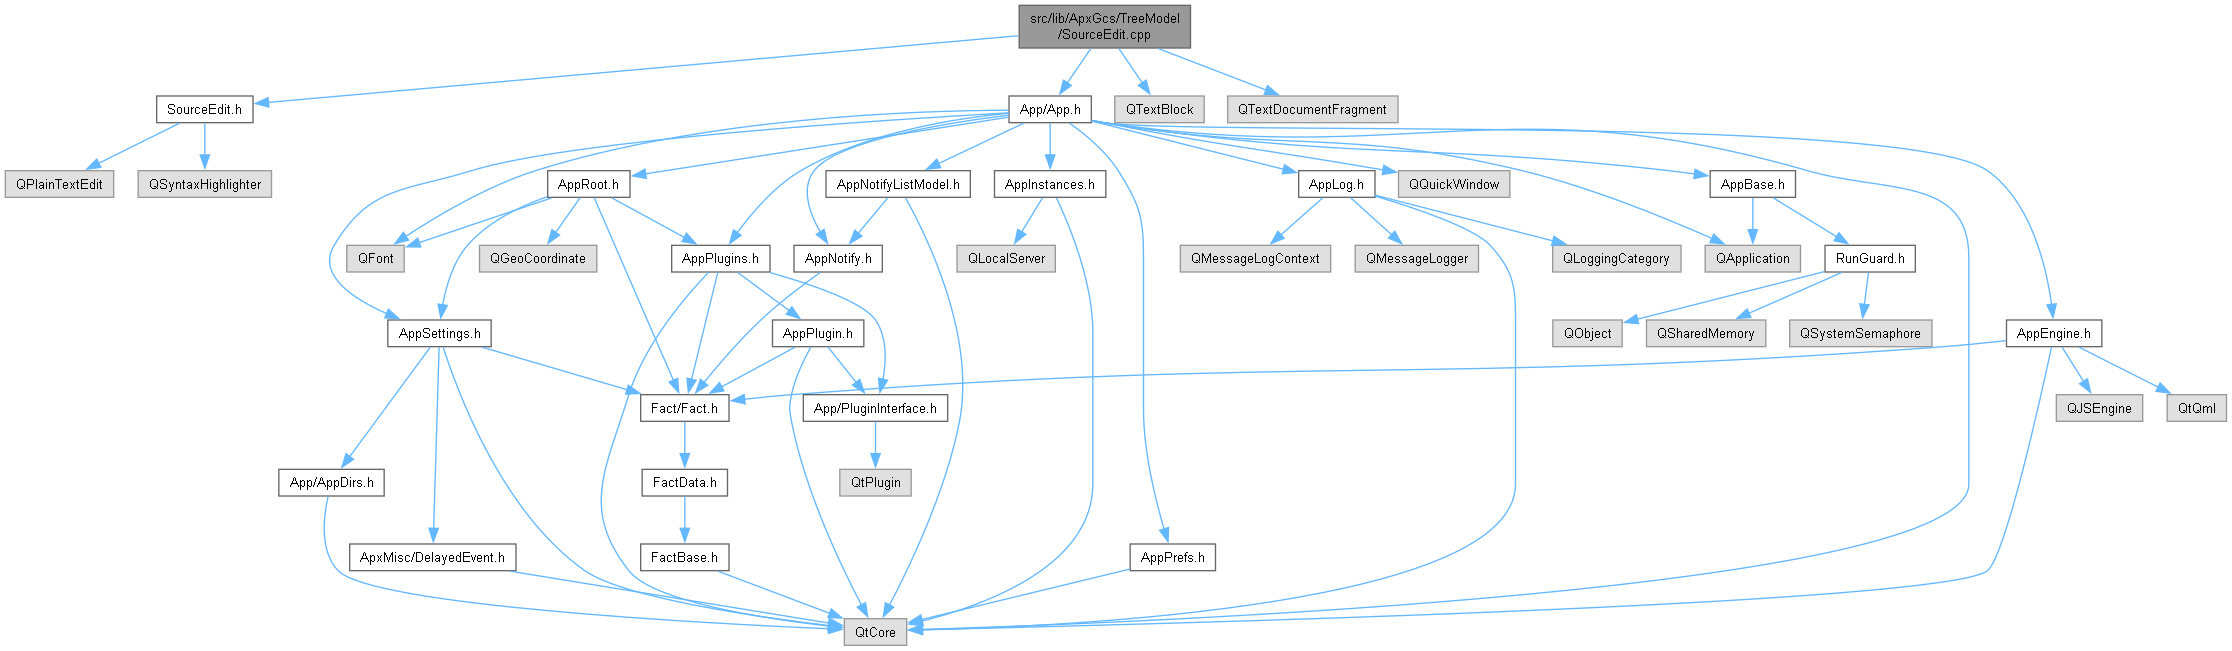 src/lib/ApxGcs/TreeModel
/SourceEdit.cpp
SourceEdit.h
App/App.h
QTextBlock
QTextDocumentFragment
QPlainTextEdit
QSyntaxHighlighter
AppRoot.h
AppNotifyListModel.h
AppInstances.h
AppLog.h
QQuickWindow
AppBase.h
QFont
QGeoCoordinate
AppPlugins.h
AppNotify.h
QLocalServer
QMessageLogContext
QMessageLogger
QLoggingCategory
QApplication
RunGuard.h
AppSettings.h
AppPlugin.h
QObject
QSharedMemory
QSystemSemaphore
AppEngine.h
Fact/Fact.h
App/PluginInterface.h
QJSEngine
QtQml
App/AppDirs.h
FactData.h
QtPlugin
ApxMisc/DelayedEvent.h
FactBase.h
AppPrefs.h
QtCore